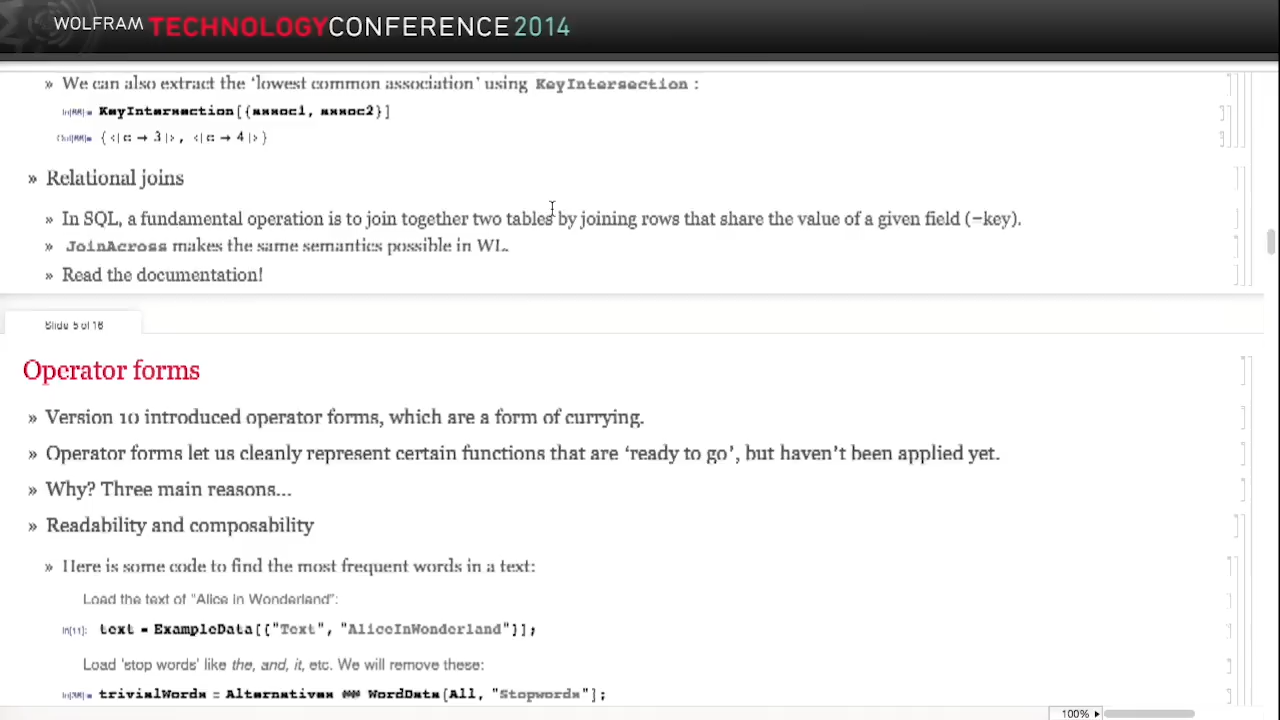 WOLFRAM TECHNOLOGYCONFERENCE 2014
» We can also extract the ‘lowest common association’ using KeyIntersection :
KeyIntersection[{assoc1, assoc2}]
{<|c → 3|>, <|c → 4|>}
» Relational joins
» In SQL, a fundamental operation is to join together two tables by joining rows that share the value of a given field (=key).
» JoinAcross makes the same semantics possible in WL.
» Read the documentation!
Slide 5 of 16
Operator forms
» Version 10 introduced operator forms, which are a form of currying.
» Operator forms let us cleanly represent certain functions that are ‘ready to go’, but haven’t been applied yet.
» Why? Three main reasons...
» Readability and composability
» Here is some code to find the most frequent words in a text:
Load the text of "Alice in Wonderland":
In[11]:= text = ExampleData[{"Text", "AliceInWonderland"}];
Load 'stop words' like the, and, it, etc. We will remove these:
trivialWords = Alternatives @@ WordData[All, "Stopwords"];
100%